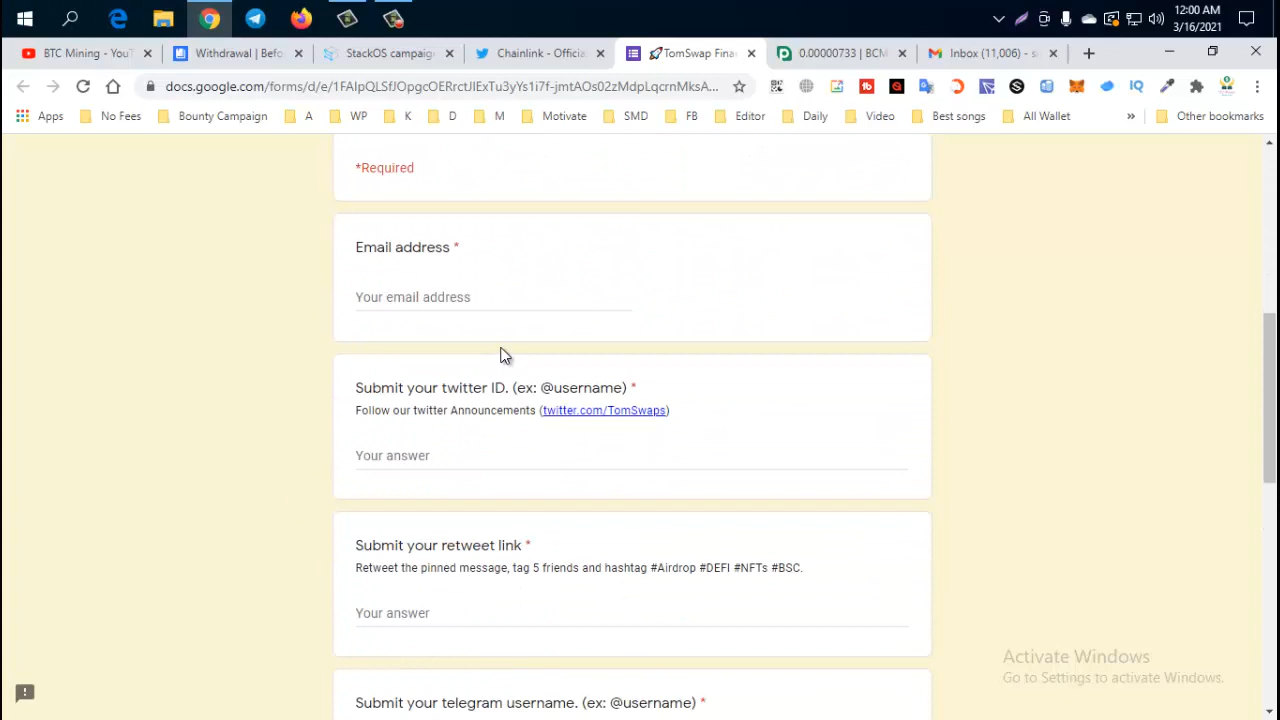 12:00 AM
3/16/2021
BTC Mining - You
Withdrawal | Befo
StackOS campaig
Chainlink - Officia
TomSwap Fina
0.00000733 | BCM
Inbox (11,006) - s
docs.google.com/forms/d/e/1FAIpQLSfJOpgcOERrctJIExTu3yYs1i7f-jmtAOs02zMdpLqcrnMksA...
Apps
No Fees
Bounty Campaign
A
WP
K
D
M
Motivate
SMD
FB
Editor
Daily
Video
Best songs
All Wallet
»
Other bookmarks
*Required
Email address *
Your email address
Submit your twitter ID. (ex: @username) *
Follow our twitter Announcements (twitter.com/TomSwaps)
Your answer
Submit your retweet link *
Retweet the pinned message, tag 5 friends and hashtag #Airdrop #DEFI #NFTs #BSC.
Your answer
Submit your telegram username. (ex: @username) *
Activate Windows
Go to Settings to activate Windows.